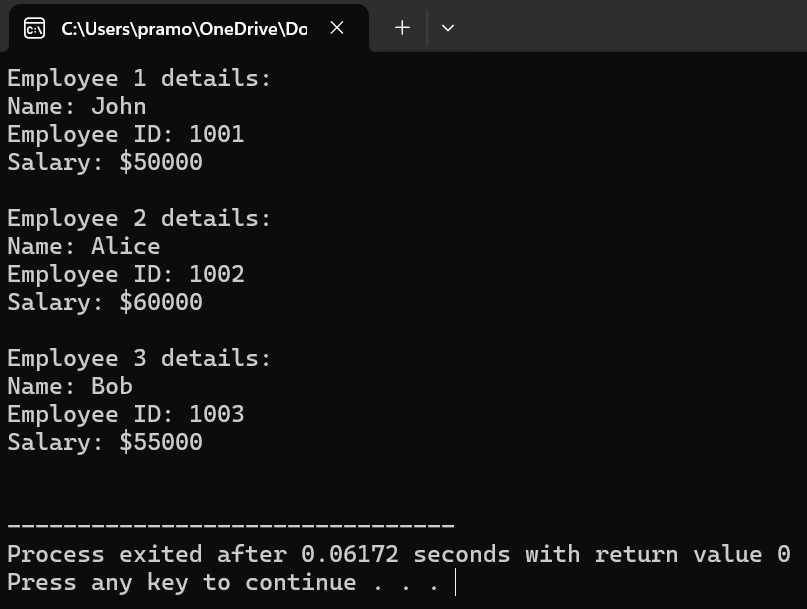 C:\Users\pramo\OneDrive\Do
Employee 1 details:
Name: John
Employee ID: 1001
Salary: $50000
Employee 2 details:
Name: Alice
Employee ID: 1002
Salary: $60000
Employee 3 details:
Name: Bob
Employee ID: 1003
Salary: $55000
--------------------------------
Process exited after 0.06172 seconds with return value 0
Press any key to continue . . .